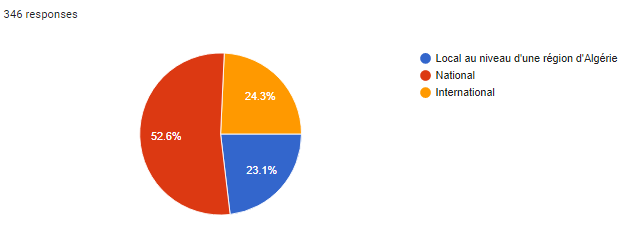 346 responses
Local au niveau d'une région d'Algérie
National
International
24.3%
52.6%
23.1%